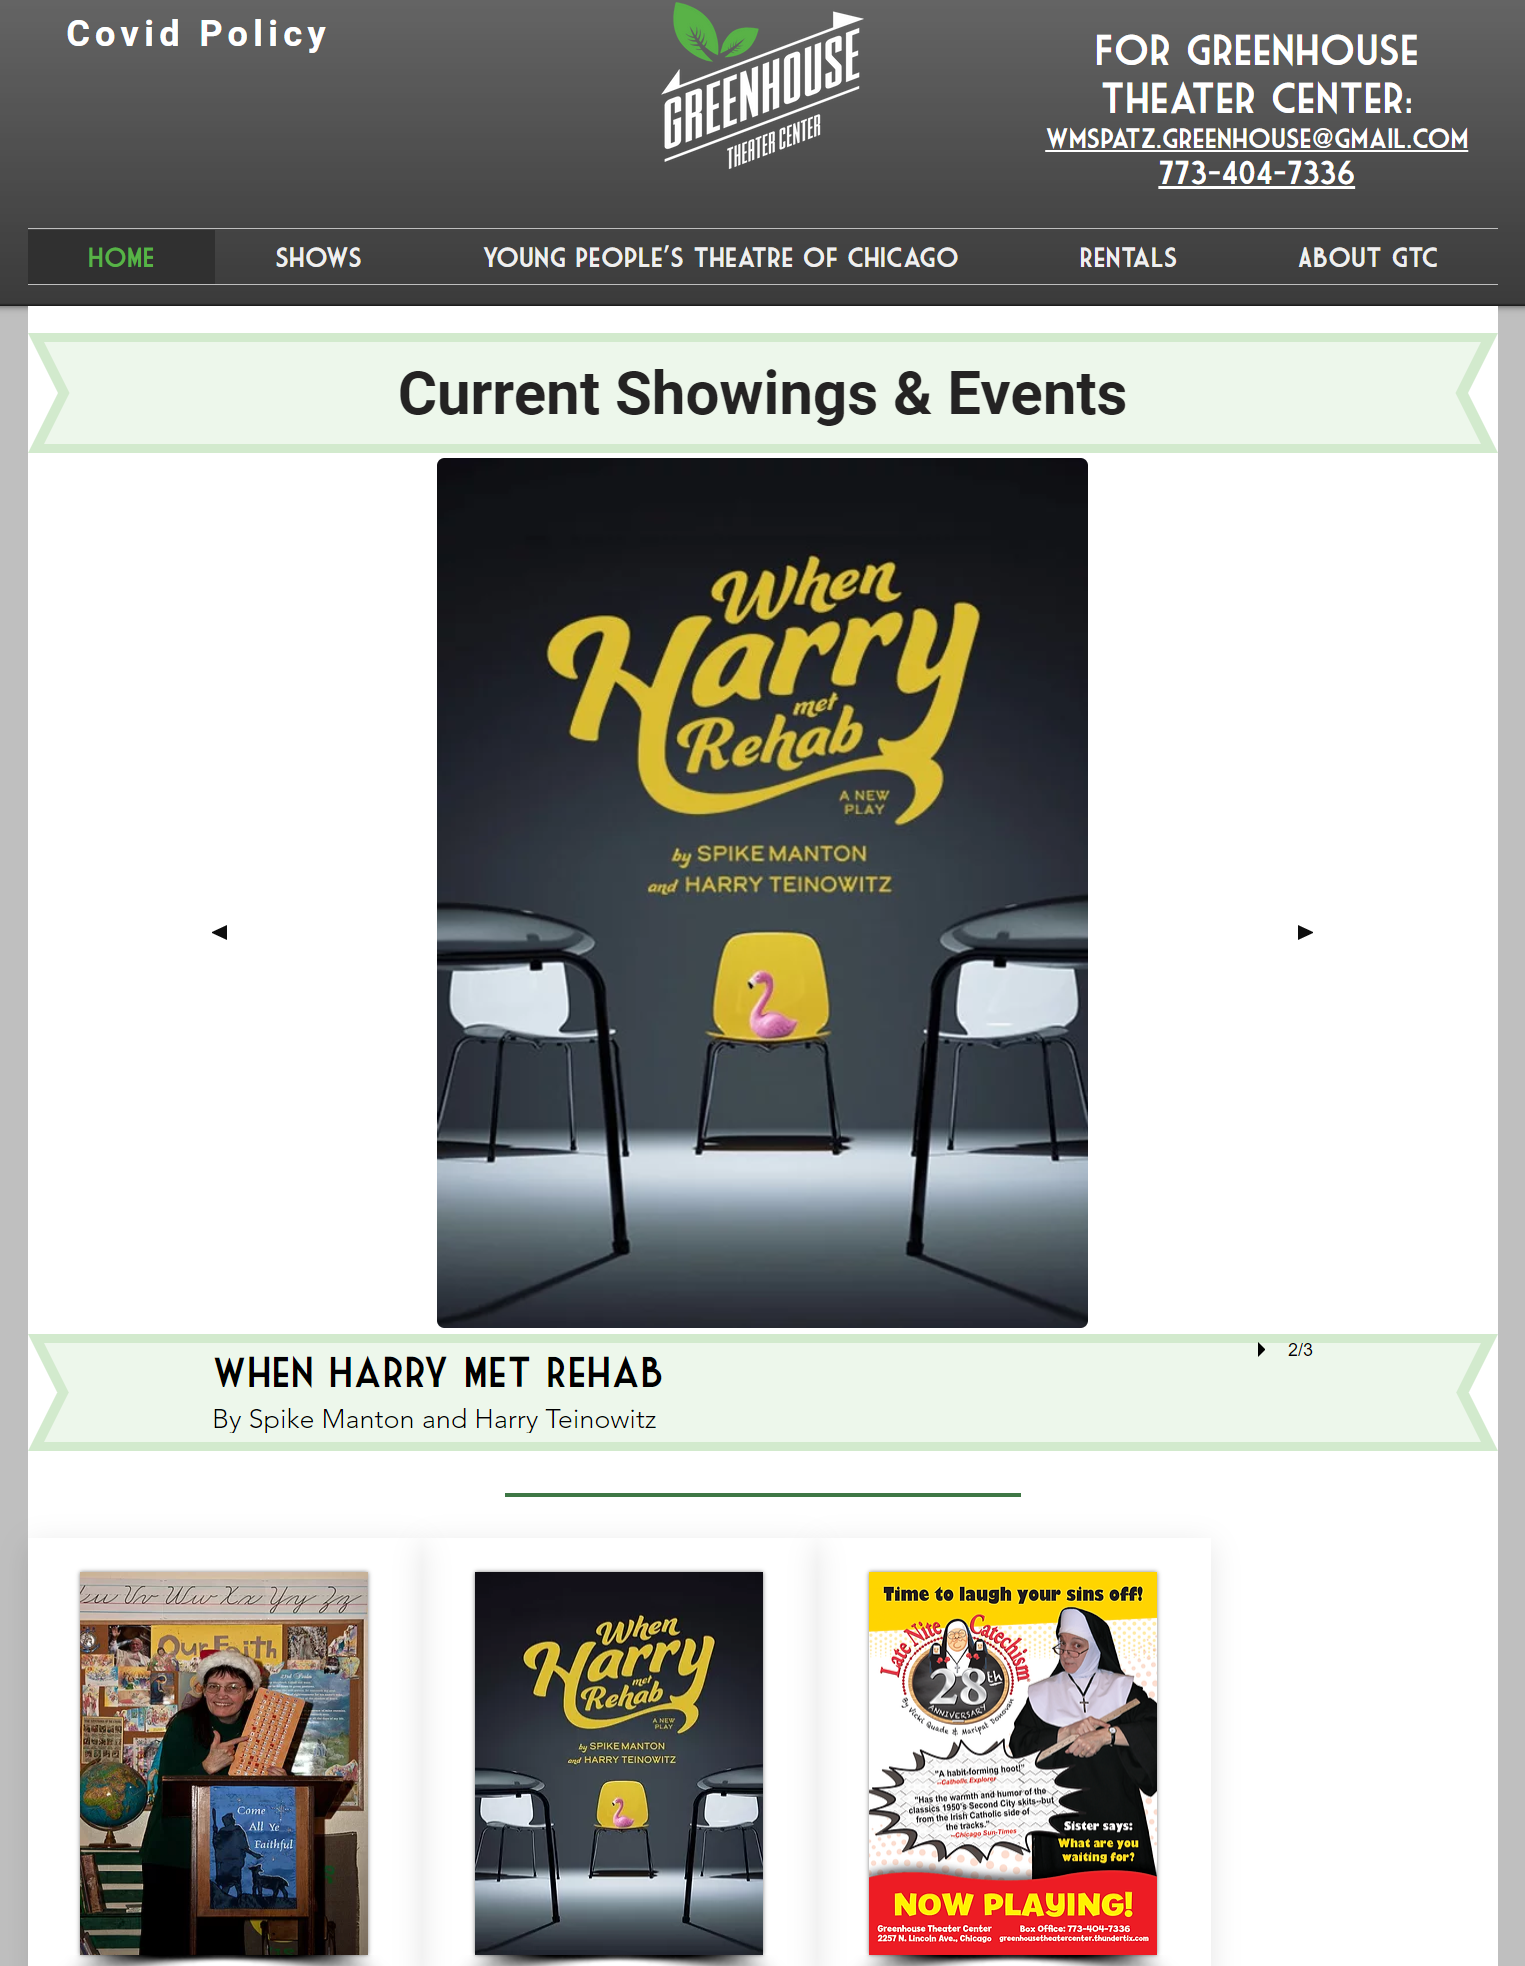 Covid Policy
GREENHOUSE
THEATER CENTER
FOR GREENHOUSE
THEATER CENTER:
WMSPATZ.GREENHOUSE@GMAIL.COM
773-404-7336
HOME
SHOWS
YOUNG PEOPLE'S THEATRE OF CHICAGO
RENTALS
ABOUT GTC
Current Showings & Events
When
Harry
met
Rehab
A NEW
PLAY
by SPIKE MANTON
and HARRY TEINOWITZ
◀
▶
WHEN HARRY MET REHAB
By Spike Manton and Harry Teinowitz
2/3
Vv Ww Xx Yy Zz
Our Faith
Come
All Ye
Faithful
When
Harry
met
Rehab
A NEW
PLAY
by SPIKE MANTON
and HARRY TEINOWITZ
Time to laugh your sins off!
Late Nite Catechism
28th
ANNIVERSARY
By Vicki Quade & Maripat Donovan
"A habit-forming hoot!"
--Catholic Explorer
"Has the warmth and humor of the
classics 1950's Second City skits--but
from the Irish Catholic side of
the tracks."
--Chicago Sun-Times
Sister says:
What are you
waiting for?
NOW PLAYING!
Greenhouse Theater Center
Box Office: 773-404-7336
2257 N. Lincoln Ave., Chicago
greenhousetheatercenter.thundertix.com